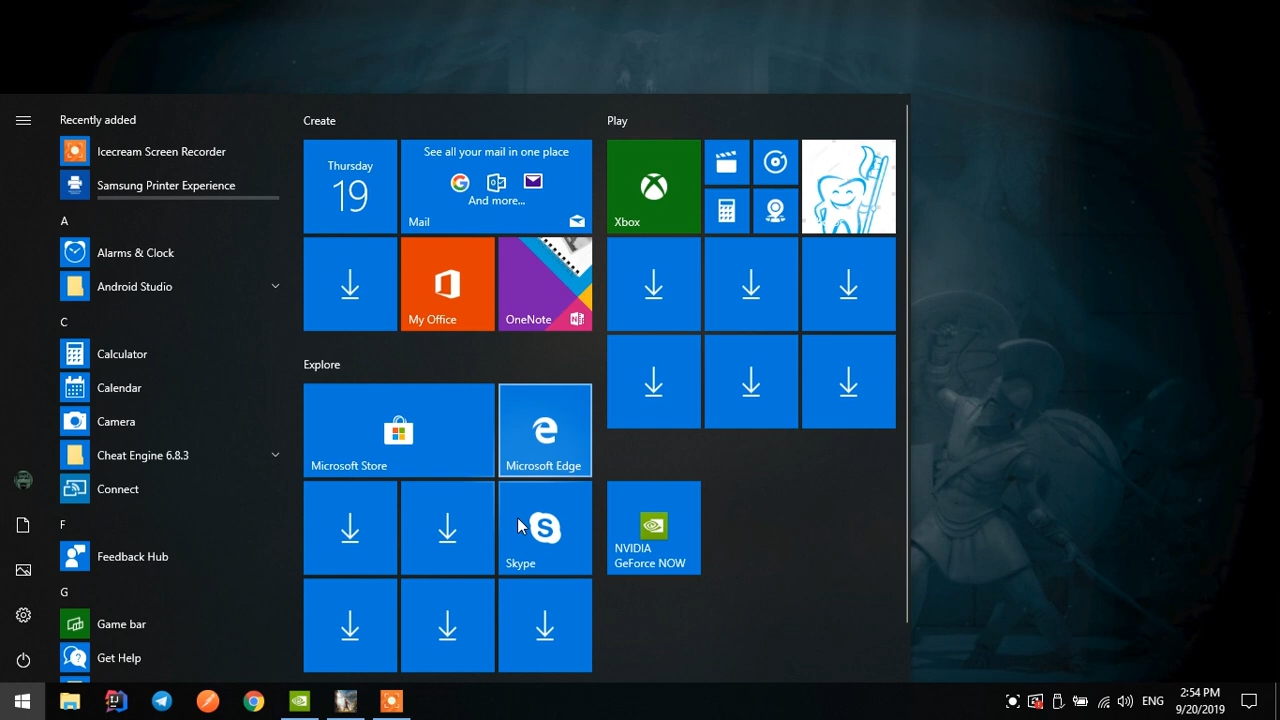 Recently added
Icecream Screen Recorder
Samsung Printer Experience
A
Alarms & Clock
Android Studio
C
Calculator
Calendar
Camera
Cheat Engine 6.8.3
Connect
F
Feedback Hub
G
Game bar
Get Help
Create
Thursday
19
See all your mail in one place
And more...
Mail
My Office
OneNote
Explore
Microsoft Store
Microsoft Edge
Skype
Play
Xbox
NVIDIA
GeForce NOW
ENG
2:54 PM
9/20/2019